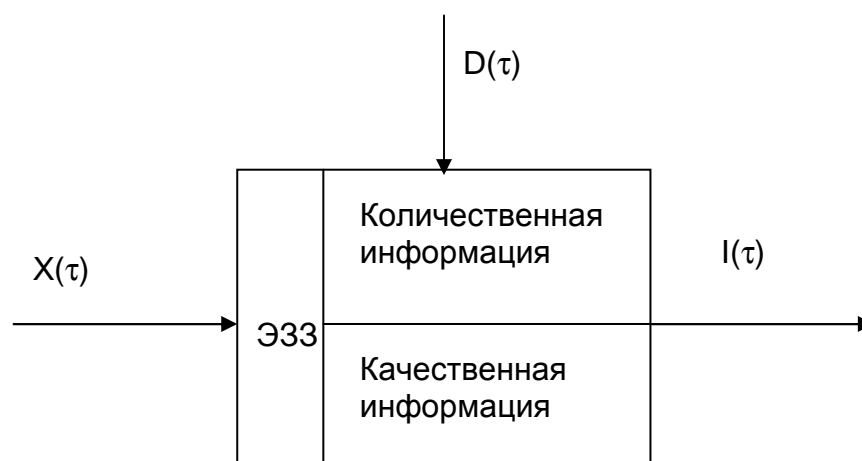 D(τ)
Количественная
информация
X(τ)
I(τ)
ЭЗЗ
Качественная
информация